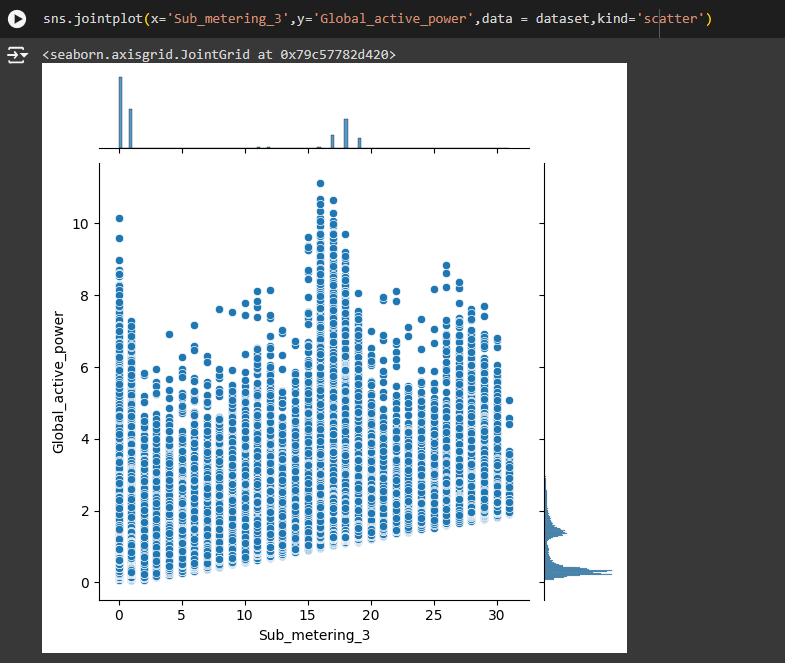 sns.jointplot(x='Sub_metering_3',y='Global_active_power',data = dataset,kind='scatter')
<seaborn.axisgrid.JointGrid at 0x79c57782d420>
10
8
6
4
2
0
Global_active_power
0 5 10 15 20 25 30
Sub_metering_3